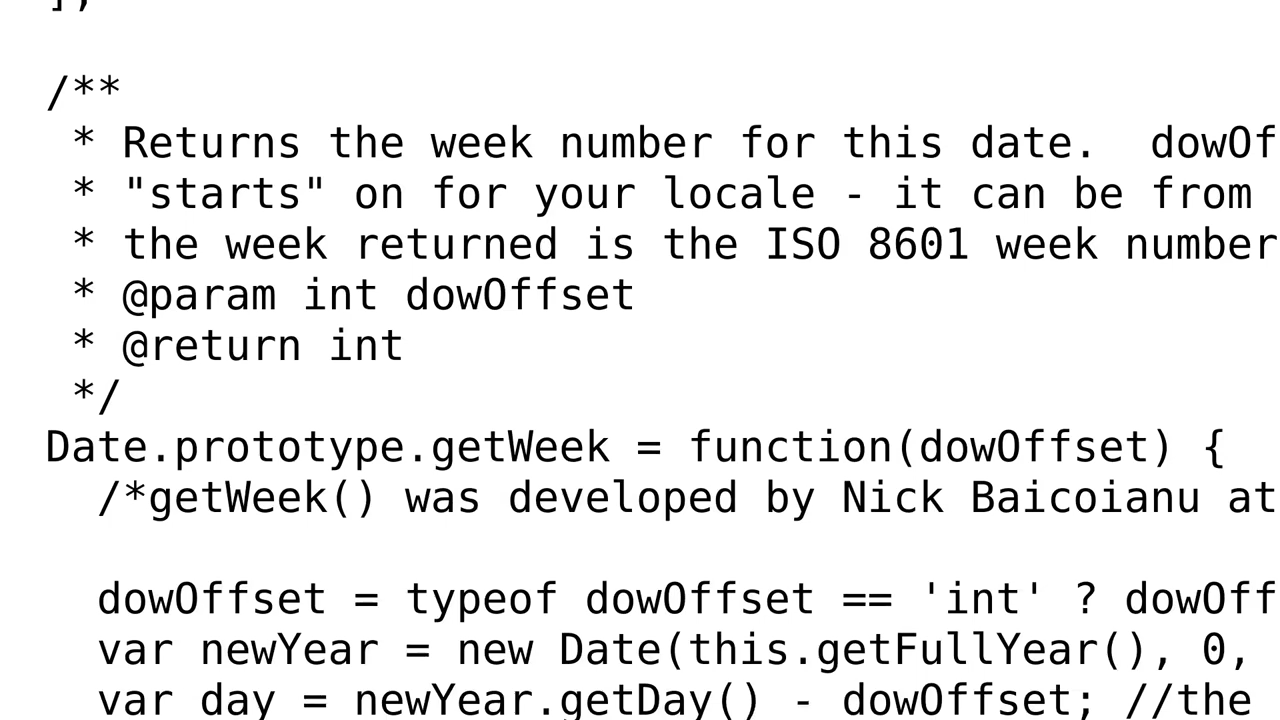 ];
/**
 * Returns the week number for this date.  dowOf
 * "starts" on for your locale - it can be from
 * the week returned is the ISO 8601 week number
 * @param int dowOffset
 * @return int
 */
Date.prototype.getWeek = function(dowOffset) {
  /*getWeek() was developed by Nick Baicoianu at
  dowOffset = typeof dowOffset == 'int' ? dowOff
  var newYear = new Date(this.getFullYear(), 0,
  var day = newYear.getDay() - dowOffset; //the